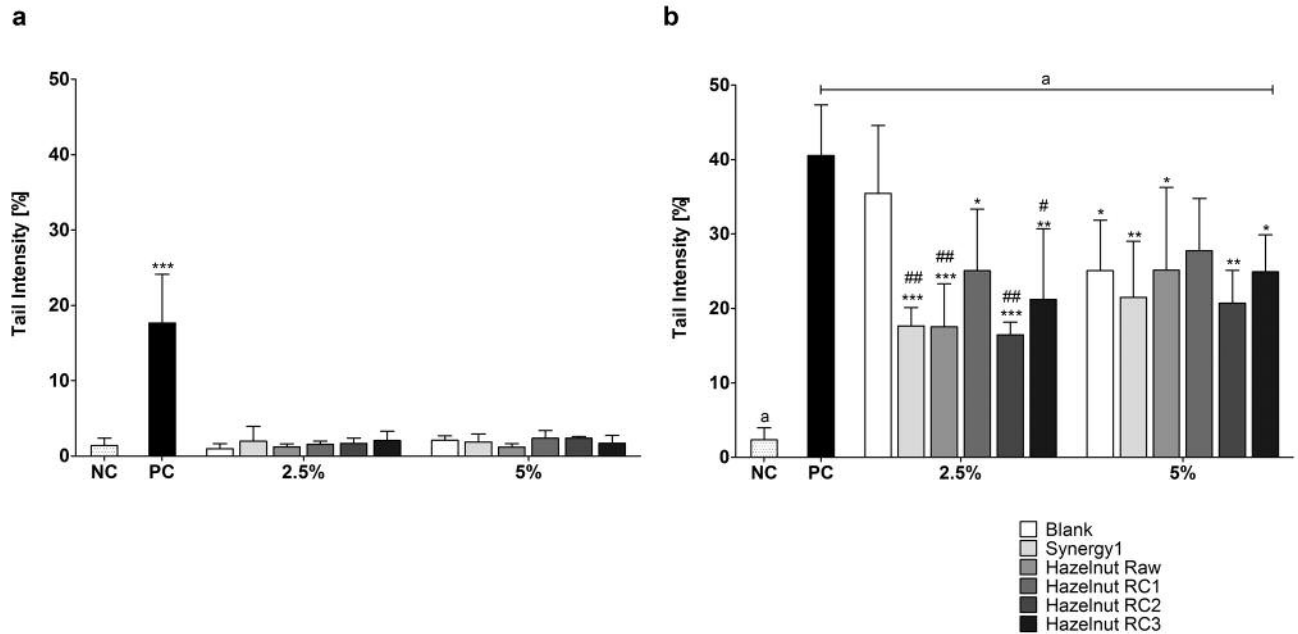 a
Tail Intensity [%]
50
40
30
20
10
0
***
NC PC 2.5% 5%
b
Tail Intensity [%]
50
40
30
20
10
0
a
a
##
***
##
***
*
##
***
#
**
*
**
*
**
*
NC PC 2.5% 5%
Blank
Synergy1
Hazelnut Raw
Hazelnut RC1
Hazelnut RC2
Hazelnut RC3